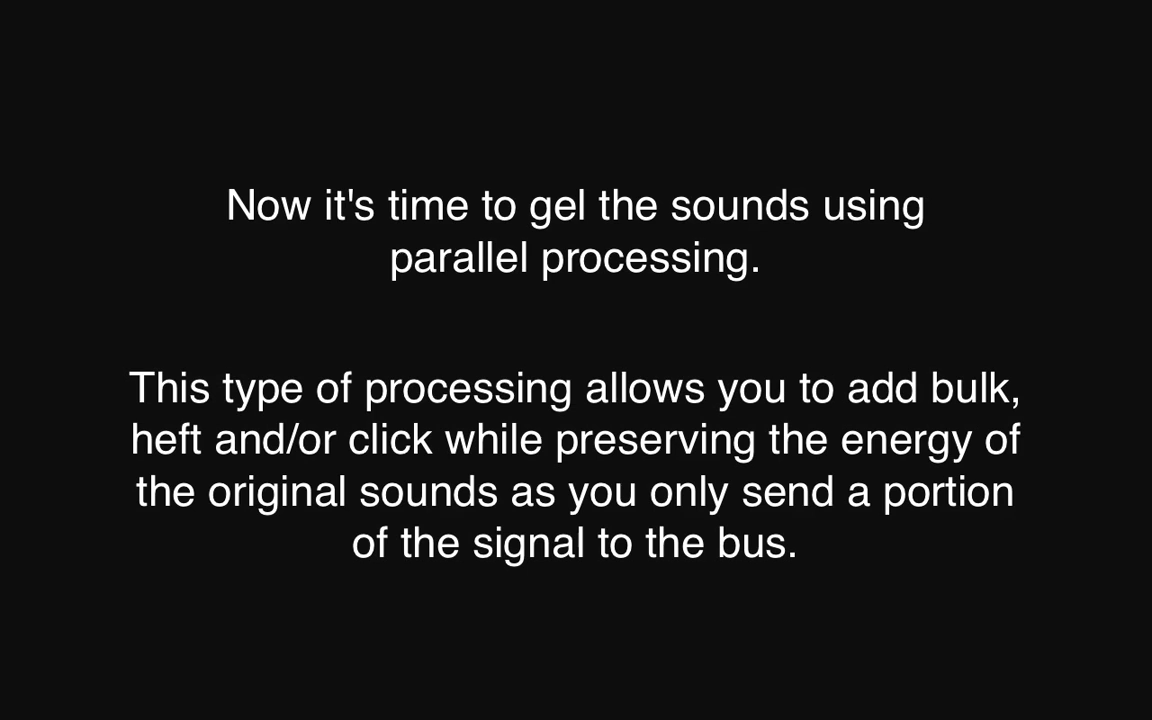 Now it's time to gel the sounds using
parallel processing.
This type of processing allows you to add bulk,
heft and/or click while preserving the energy of
the original sounds as you only send a portion
of the signal to the bus.